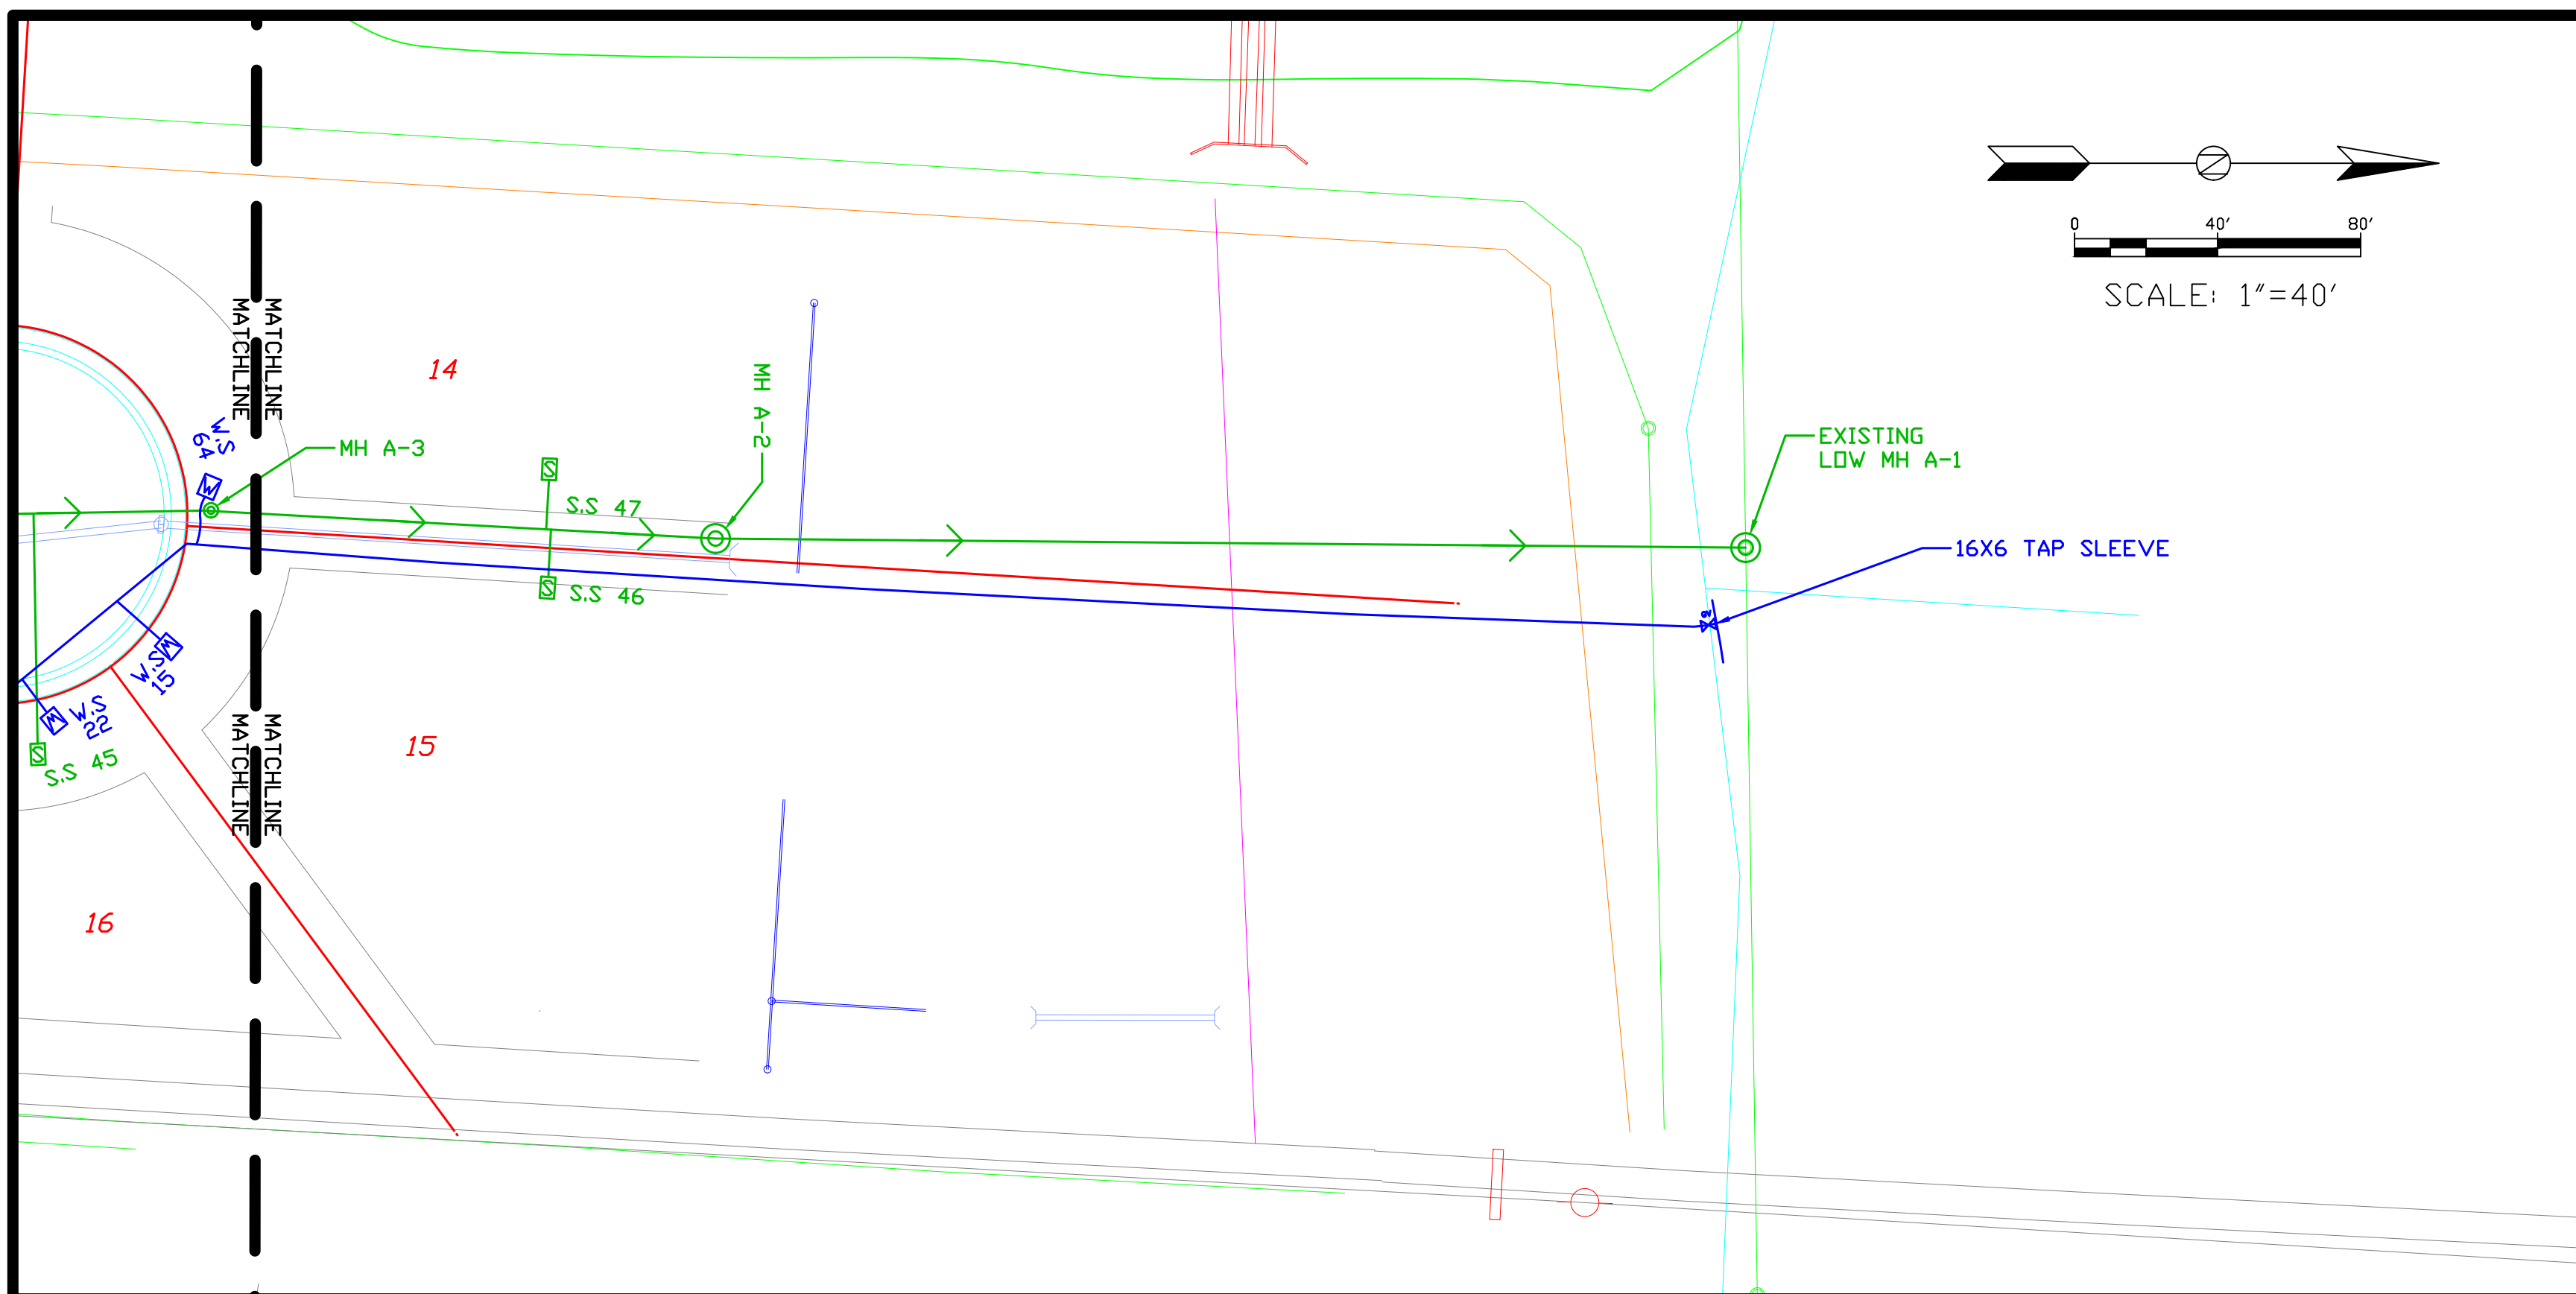 0 40' 80'
SCALE: 1"=40'
MATCHLINE
MATCHLINE
14
MH A-2
W.S
64
MH A-3
EXISTING
LOW MH A-1
S.S 47
16X6 TAP SLEEVE
S.S 46
W
S
S
W.S
15
W
W.S
22
W
S
S.S 45
MATCHLINE
MATCHLINE
15
16
Z